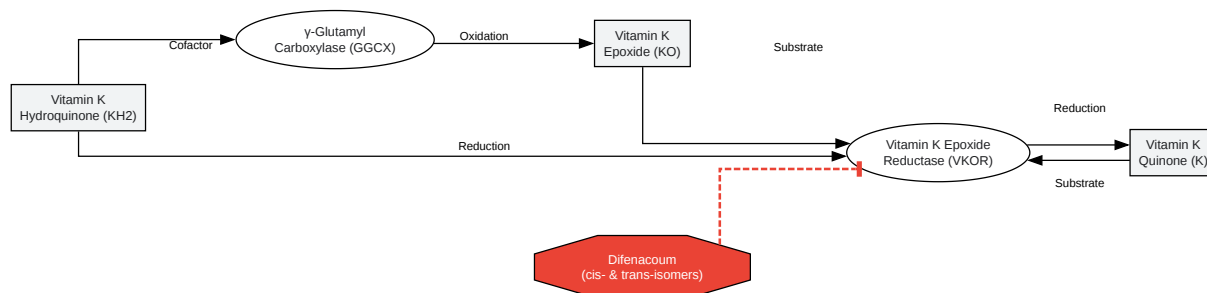 γ-Glutamyl
Carboxylase (GGCX)
Cofactor
Oxidation
Vitamin K
Epoxide (KO)
Substrate
Vitamin K
Hydroquinone (KH2)
Reduction
Vitamin K Epoxide
Reductase (VKOR)
Reduction
Vitamin K
Quinone (K)
Substrate
Difenacoum
(cis- & trans-isomers)